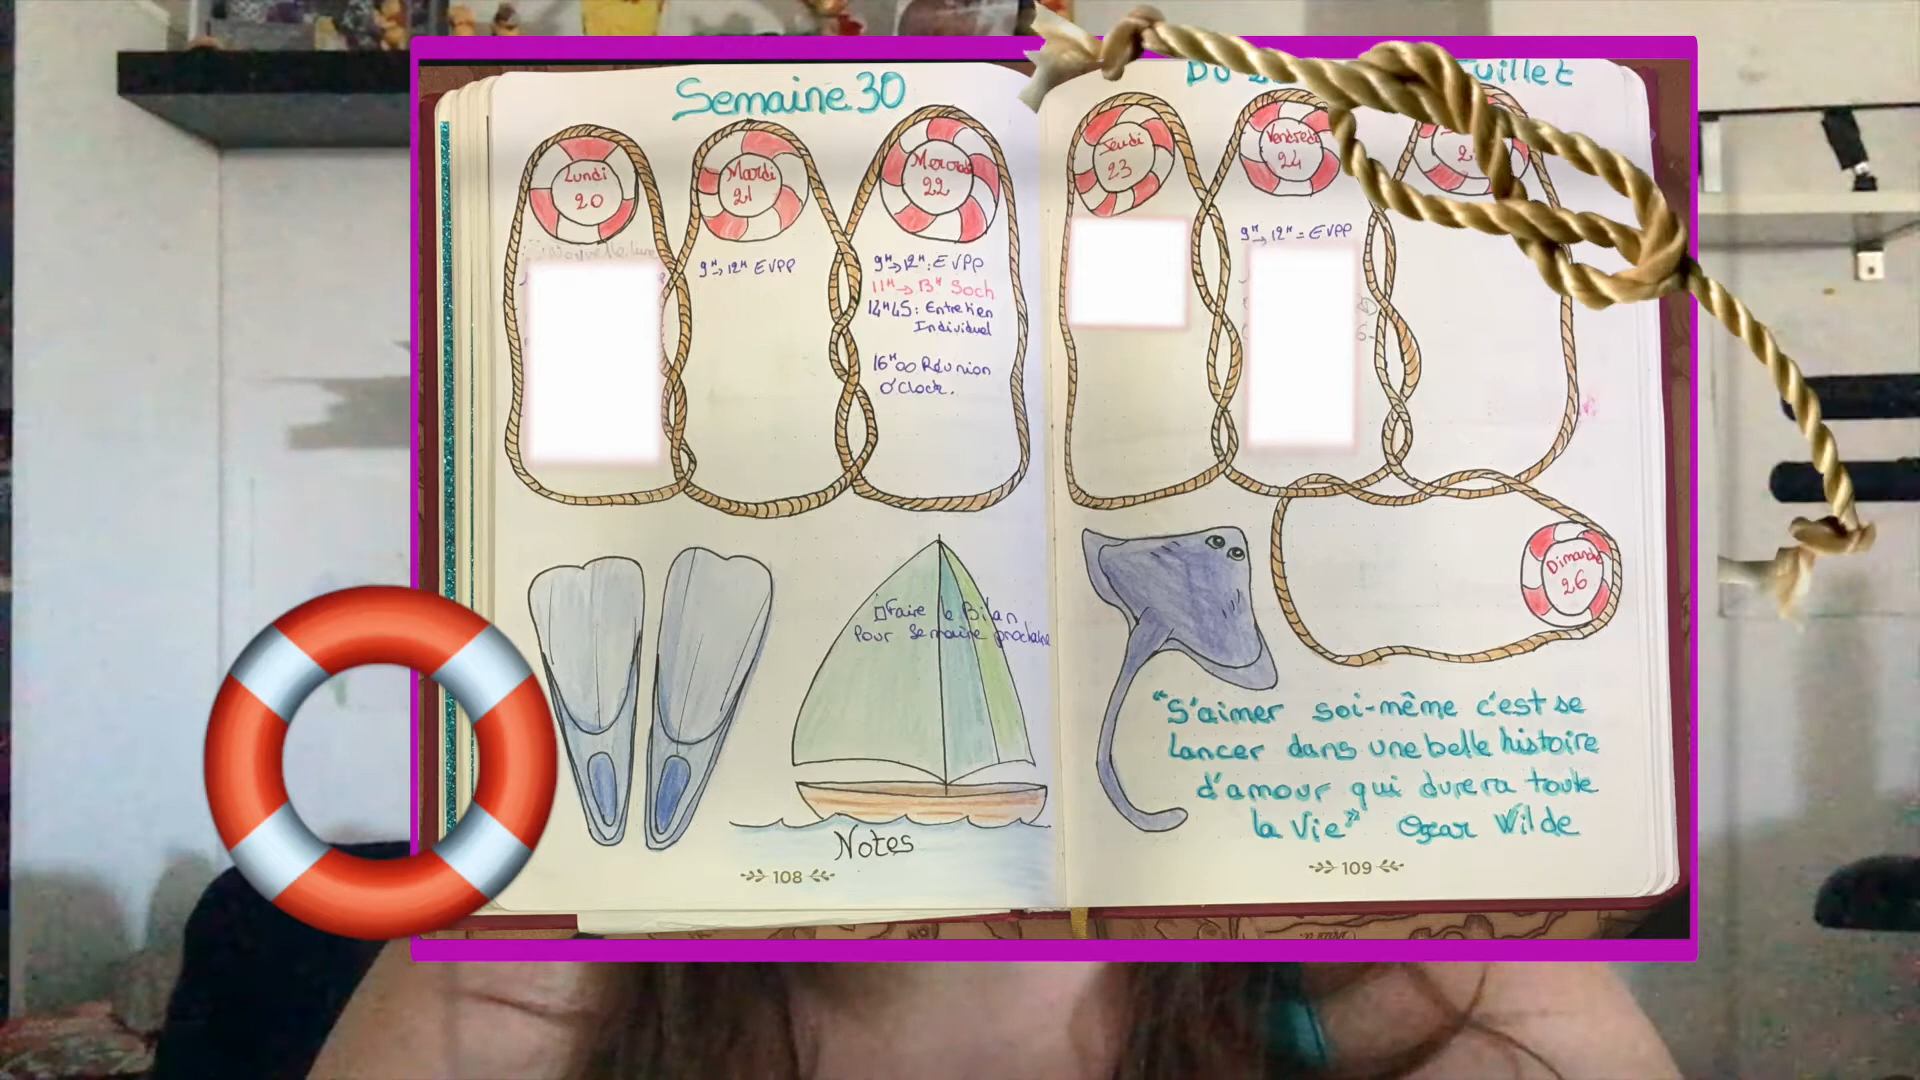 Semaine 30
Lundi
20
Mardi
21
9H → 12H EVPP
Mercredi
22
9H → 12H : EVPP
11H → 13H Soch
14H45 : Entretien
Individuel
16H00 Réunion
O'Clock.
□ Faire le Bilan
Pour Semaine prochaine
Notes
108
Du
Juillet
Jeudi
23
Vendredi
24
9H → 12H = EVPP
Dimanche
26
"S'aimer soi-même c'est se
Lancer dans une belle histoire
d'amour qui durera toute
la Vie" Oscar Wilde
109